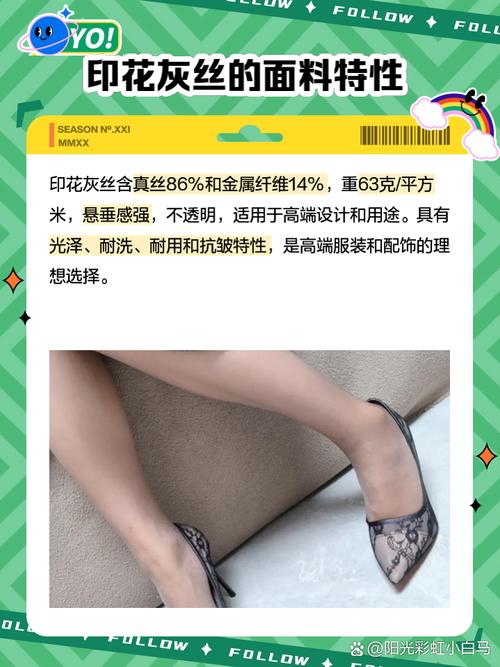 FOLLOW FOLLOW
YO!
印花灰丝的面料特性
SEASON Nº.XXI
MMXX
印花灰丝含真丝86%和金属纤维14%，重63克/平方
米，悬垂感强，不透明，适用于高端设计和用途。具有
光泽、耐洗、耐用和抗皱特性，是高端服装和配饰的理
想选择。
FOLLOW FOLLOW FOLLOW
@阳光彩虹小白马